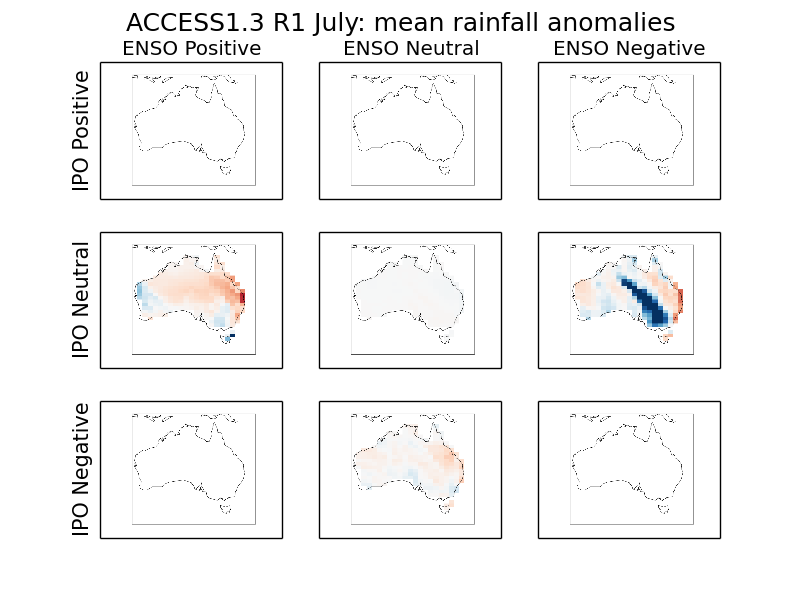 ACCESS1.3 R1 July: mean rainfall anomalies
ENSO Positive
ENSO Neutral
ENSO Negative
IPO Positive
IPO Neutral
IPO Negative